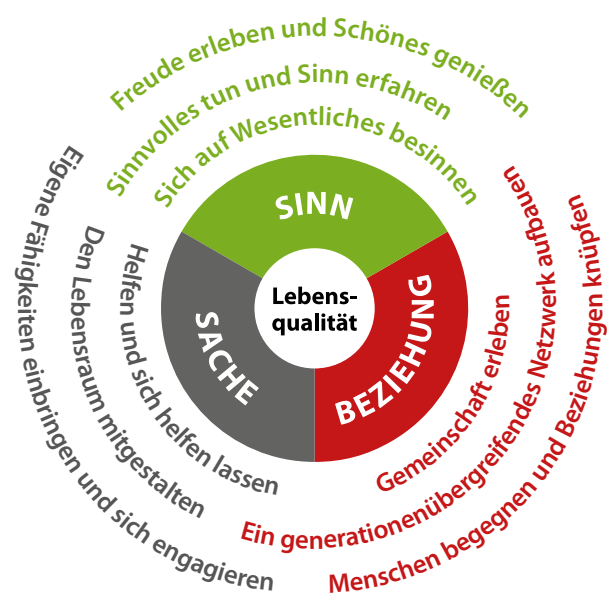 Freude erleben und Schönes genießen
Sinnvolles tun und Sinn erfahren
Sich auf Wesentliches besinnen
SINN
Lebens-
qualität
SACHE
BEZIEHUNG
Helfen und sich helfen lassen
Den Lebensraum mitgestalten
Eigene Fähigkeiten einbringen und sich engagieren
Gemeinschaft erleben
Ein generationenübergreifendes Netzwerk aufbauen
Menschen begegnen und Beziehungen knüpfen